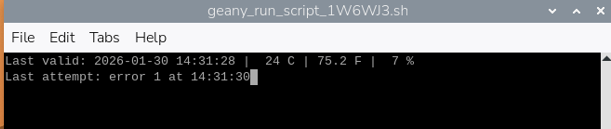 geany_run_script_1W6WJ3.sh
File Edit Tabs Help
Last valid: 2026-01-30 14:31:28 |  24 C | 75.2 F |  7 %
Last attempt: error 1 at 14:31:30